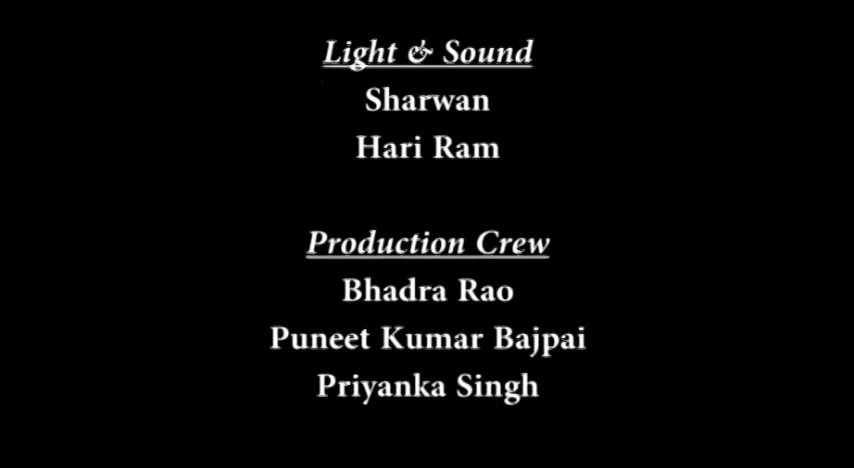 Light & Sound
Sharwan
Hari Ram
Production Crew
Bhadra Rao
Puneet Kumar Bajpai
Priyanka Singh